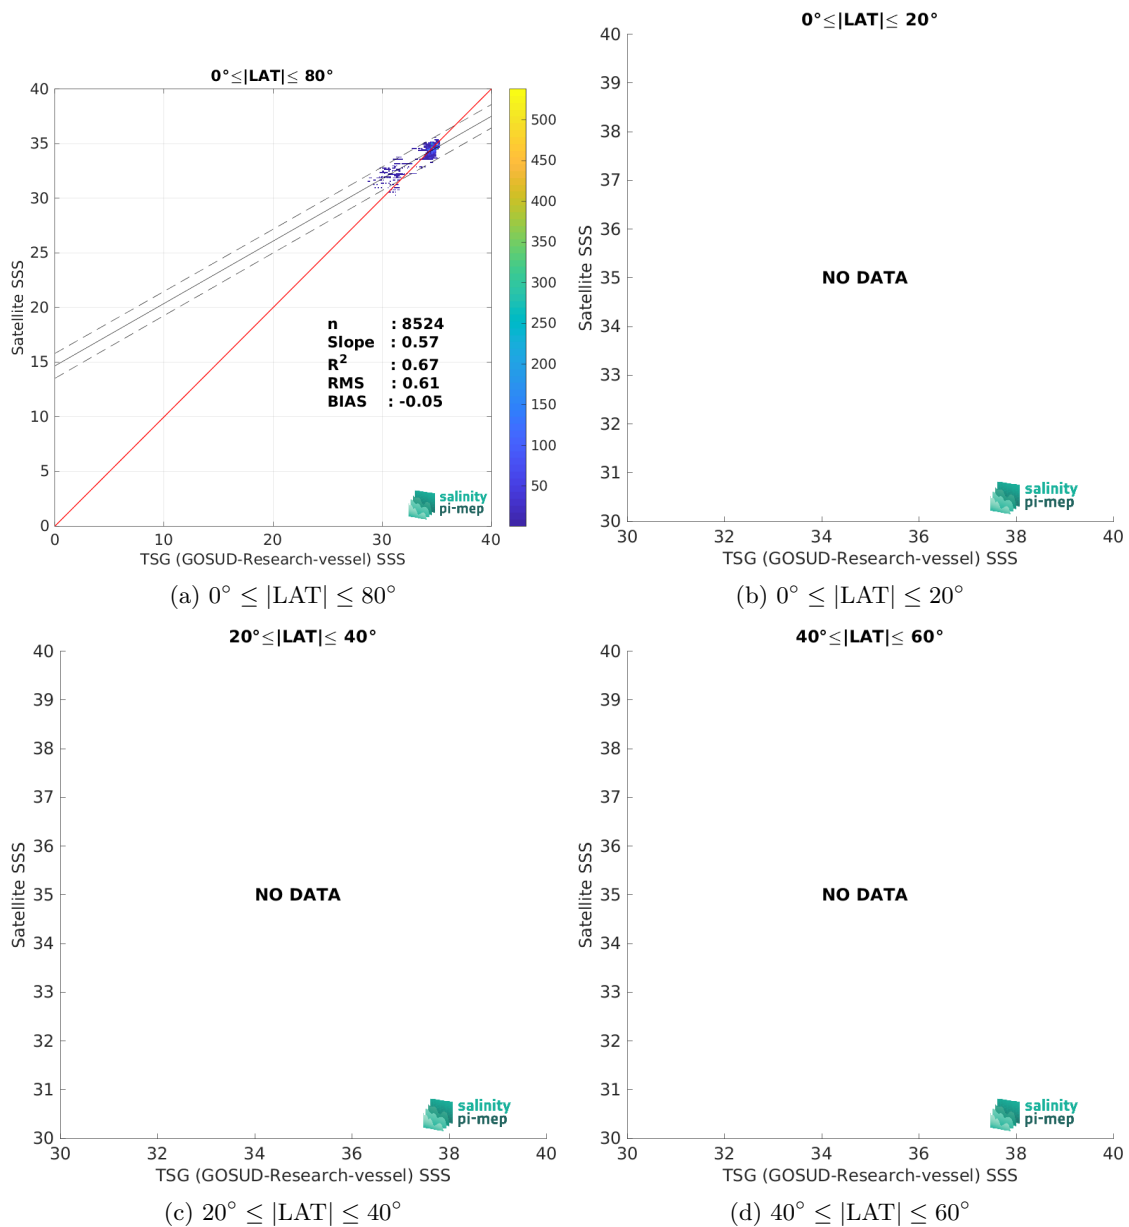 0°≤|LAT|≤ 80°
40
35
30
25
20
15
10
5
0
Satellite SSS
0
10
20
30
40
TSG (GOSUD-Research-vessel) SSS
n : 8524
Slope : 0.57
R2 : 0.67
RMS : 0.61
BIAS : -0.05
salinity
pi-mep
500
450
400
350
300
250
200
150
100
50
(a) 0° ≤ |LAT| ≤ 80°
0°≤|LAT|≤ 20°
40
39
38
37
36
35
34
33
32
31
30
Satellite SSS
NO DATA
salinity
pi-mep
30
32
34
36
38
40
TSG (GOSUD-Research-vessel) SSS
(b) 0° ≤ |LAT| ≤ 20°
20°≤|LAT|≤ 40°
40
39
38
37
36
35
34
33
32
31
30
Satellite SSS
NO DATA
salinity
pi-mep
30
32
34
36
38
40
TSG (GOSUD-Research-vessel) SSS
(c) 20° ≤ |LAT| ≤ 40°
40°≤|LAT|≤ 60°
40
39
38
37
36
35
34
33
32
31
30
Satellite SSS
NO DATA
salinity
pi-mep
30
32
34
36
38
40
TSG (GOSUD-Research-vessel) SSS
(d) 40° ≤ |LAT| ≤ 60°